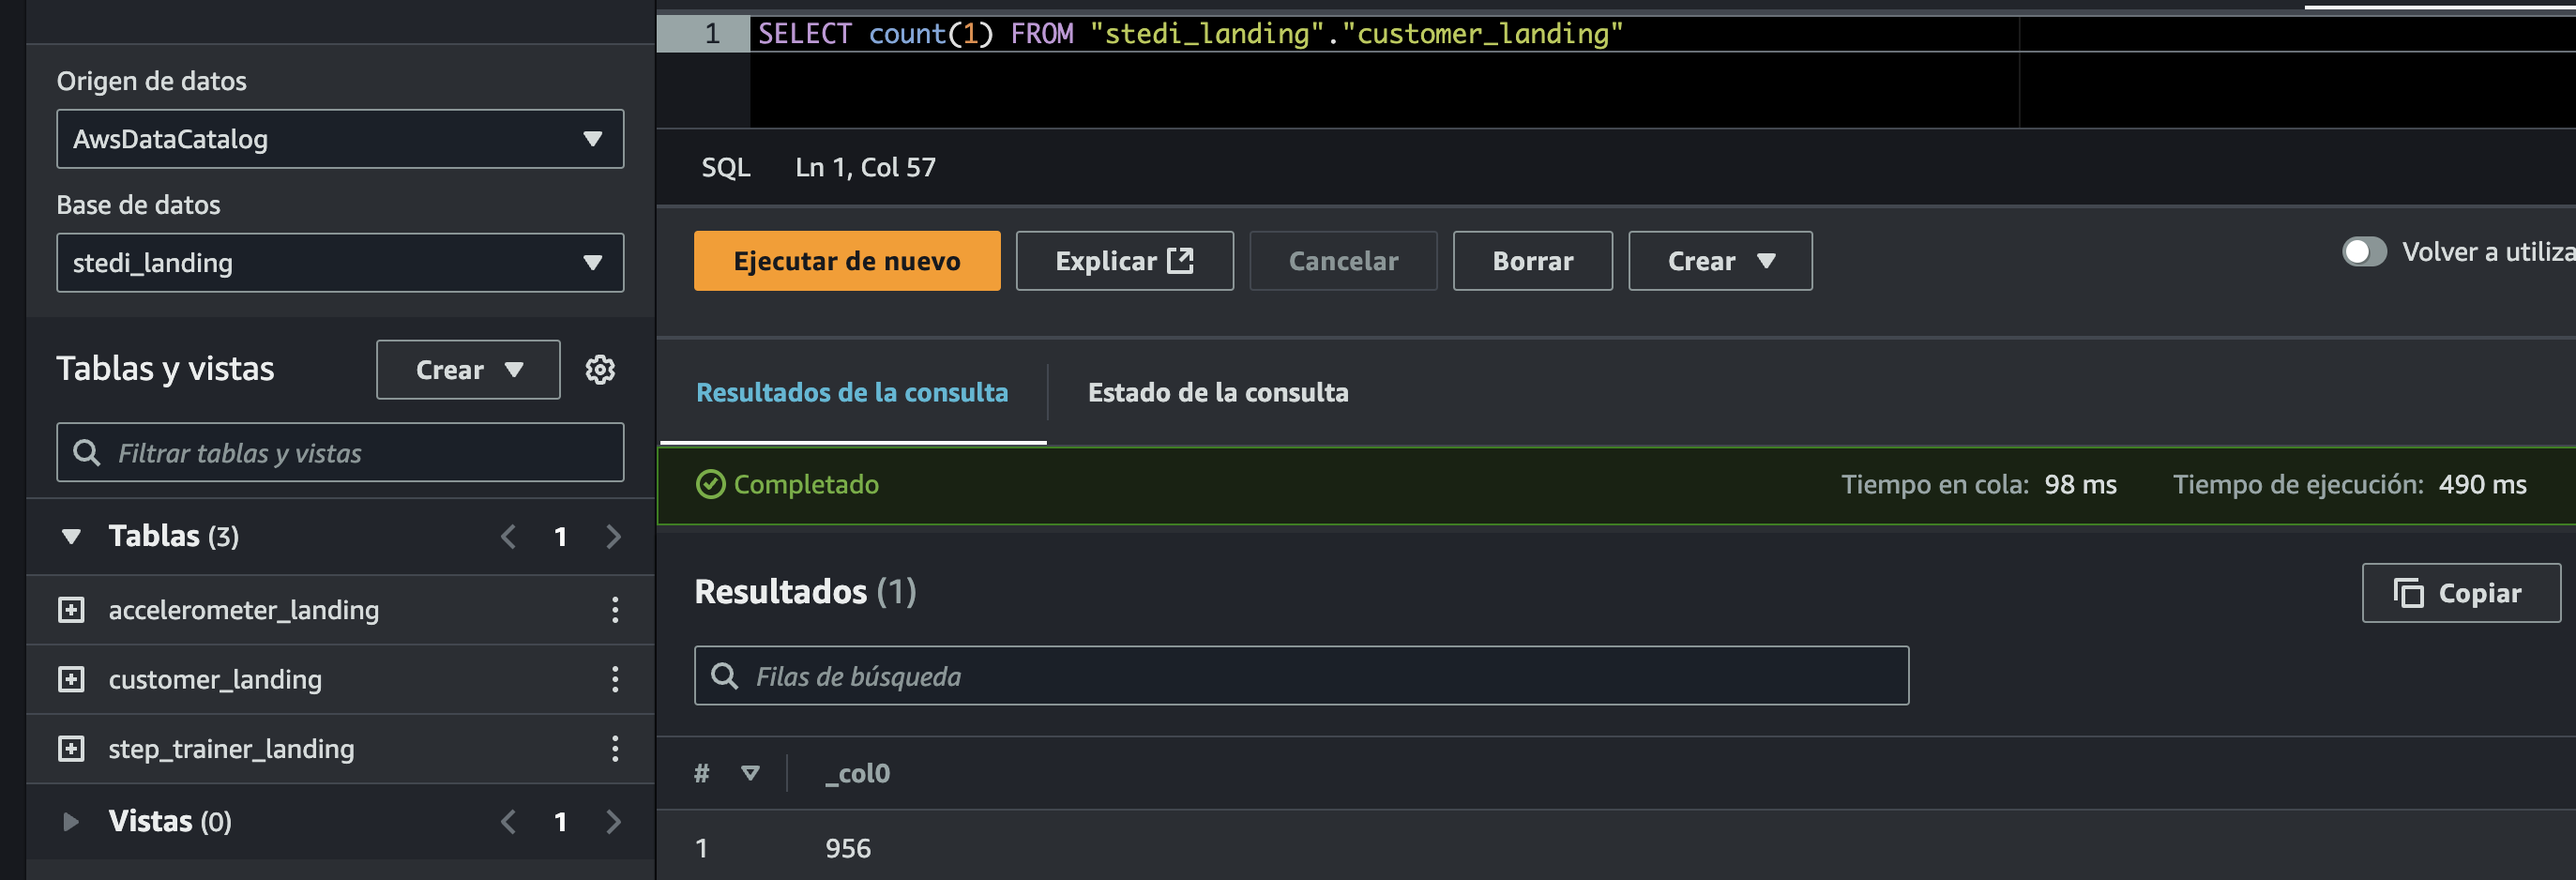 1 SELECT count(1) FROM "stedi_landing"."customer_landing"
Origen de datos
AwsDataCatalog
Base de datos
stedi_landing
SQL Ln 1, Col 57
Ejecutar de nuevo Explicar Cancelar Borrar Crear Volver a utiliza
Tablas y vistas Crear
Filtrar tablas y vistas
Resultados de la consulta Estado de la consulta
Completado Tiempo en cola: 98 ms Tiempo de ejecución: 490 ms
Tablas (3) 1
accelerometer_landing
customer_landing
step_trainer_landing
Vistas (0) 1
Resultados (1) Copiar
Filas de búsqueda
# _col0
1 956